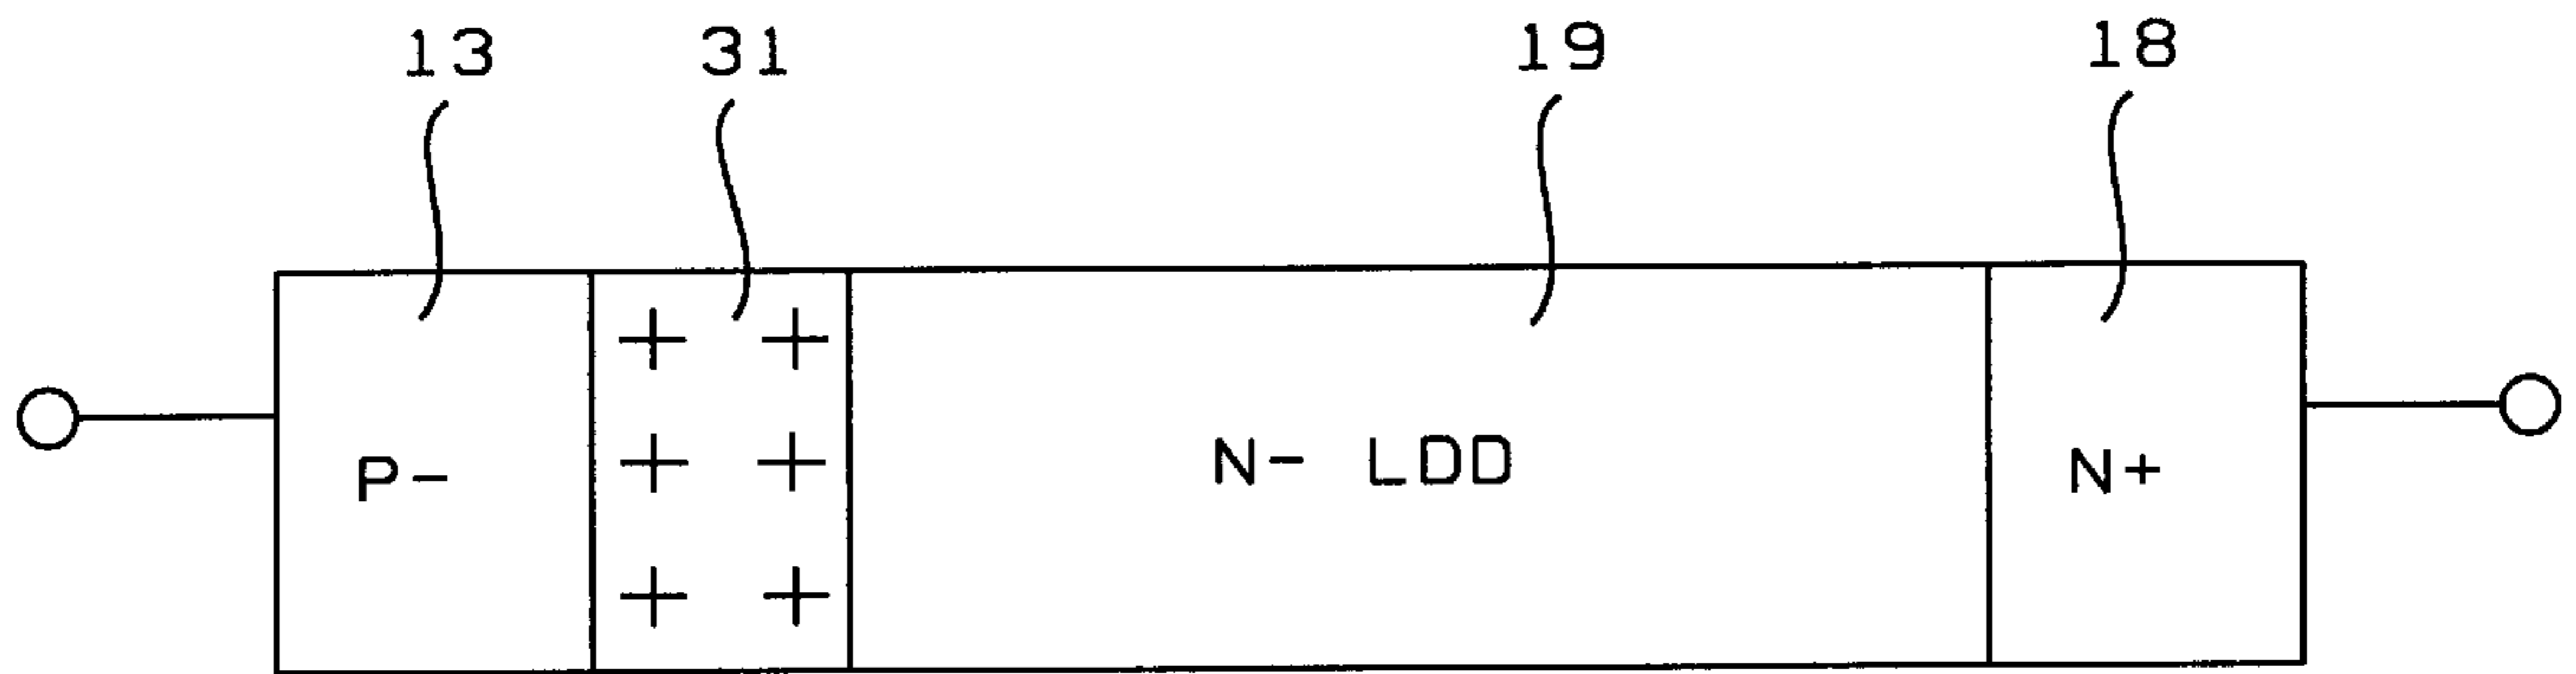 13 31 19 18
+ +
P- + + N- LDD N+
+ +